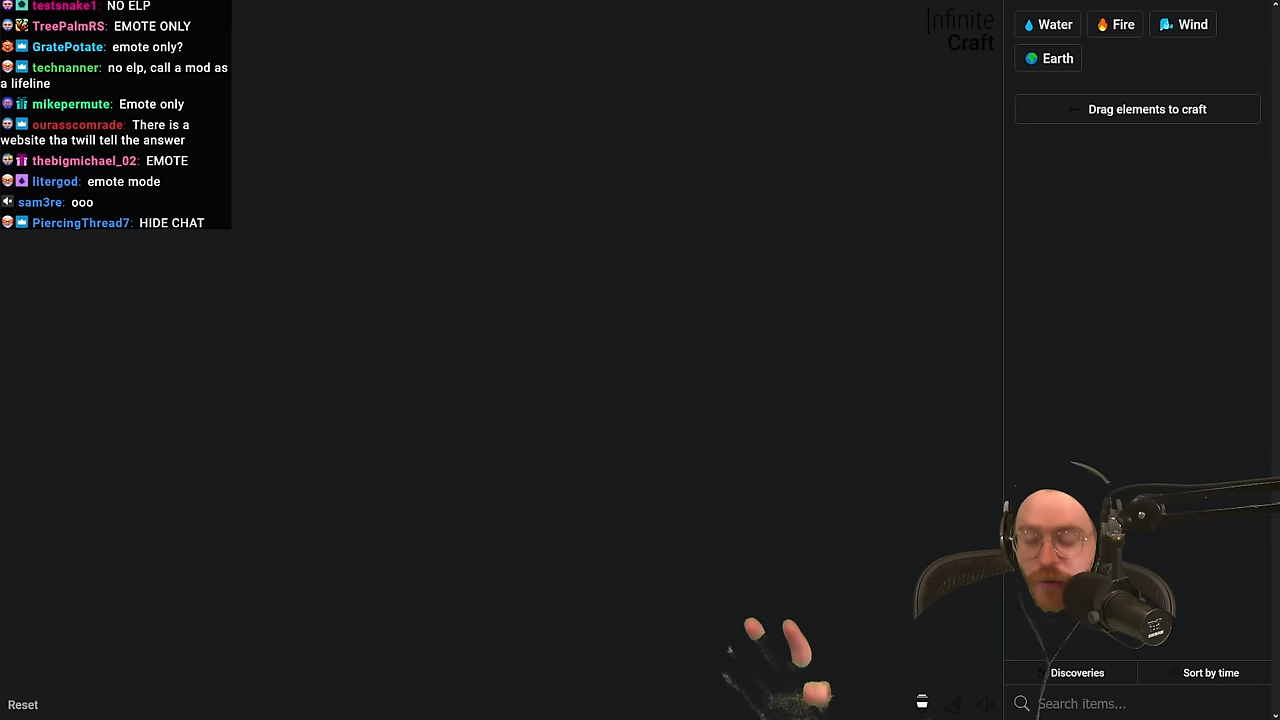 testsnake1: NO ELP
TreePalmRS: EMOTE ONLY
GratePotate: emote only?
technanner: no elp, call a mod as
a lifeline
mikepermute: Emote only
ourasscomrade: There is a
website tha twill tell the answer
thebigmichael_02: EMOTE
litergod: emote mode
sam3re: ooo
PiercingThread7: HIDE CHAT
Infinite
Craft
Water Fire Wind
Earth
← Drag elements to craft
Discoveries Sort by time
Search items...
Reset